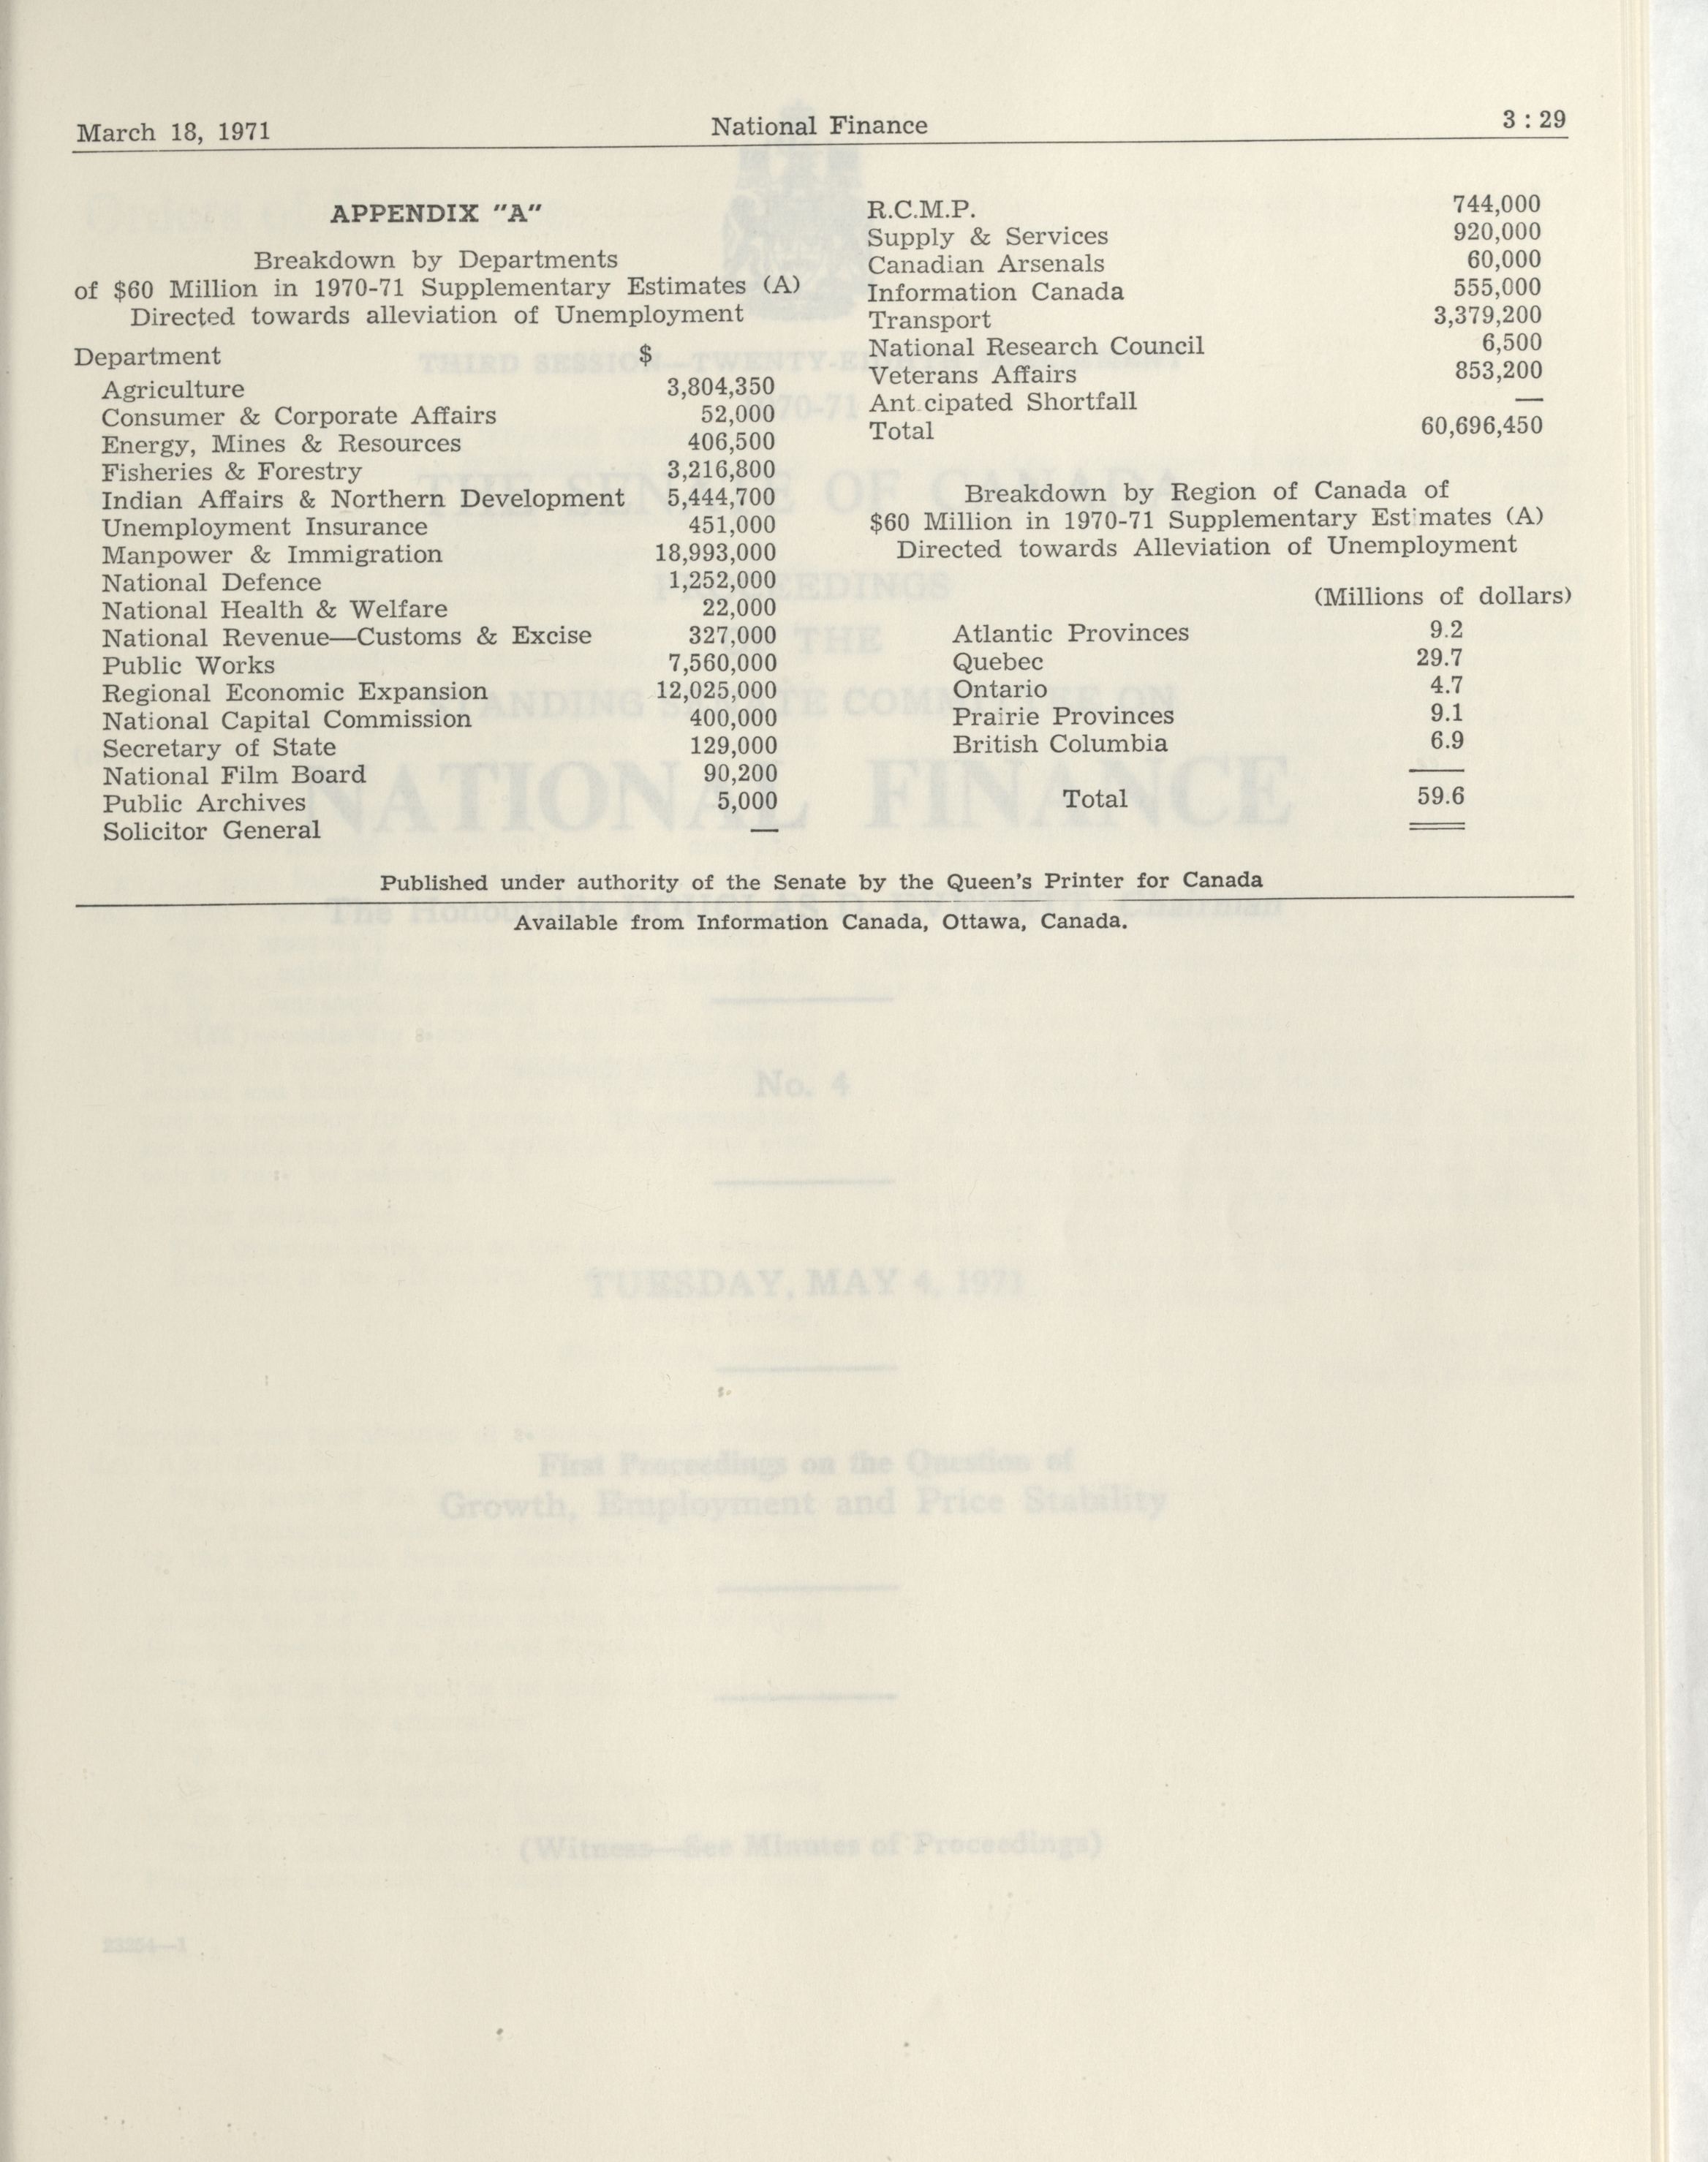 March 18, 1971 National Finance 3 : 29
APPENDIX "A"
Breakdown by Departments
of $60 Million in 1970-71 Supplementary Estimates (A)
Directed towards alleviation of Unemployment
Department $
Agriculture 3,804,350
Consumer & Corporate Affairs 52,000
Energy, Mines & Resources 406,500
Fisheries & Forestry 3,216,800
Indian Affairs & Northern Development 5,444,700
Unemployment Insurance 451,000
Manpower & Immigration 18,993,000
National Defence 1,252,000
National Health & Welfare 22,000
National Revenue—Customs & Excise 327,000
Public Works 7,560,000
Regional Economic Expansion 12,025,000
National Capital Commission 400,000
Secretary of State 129,000
National Film Board 90,200
Public Archives 5,000
Solicitor General —
R.C.M.P. 744,000
Supply & Services 920,000
Canadian Arsenals 60,000
Information Canada 555,000
Transport 3,379,200
National Research Council 6,500
Veterans Affairs 853,200
Ant cipated Shortfall —
Total 60,696,450
Breakdown by Region of Canada of
$60 Million in 1970-71 Supplementary Estimates (A)
Directed towards Alleviation of Unemployment
(Millions of dollars)
Atlantic Provinces 9.2
Quebec 29.7
Ontario 4.7
Prairie Provinces 9.1
British Columbia 6.9
Total 59.6
Published under authority of the Senate by the Queen's Printer for Canada
Available from Information Canada, Ottawa, Canada.